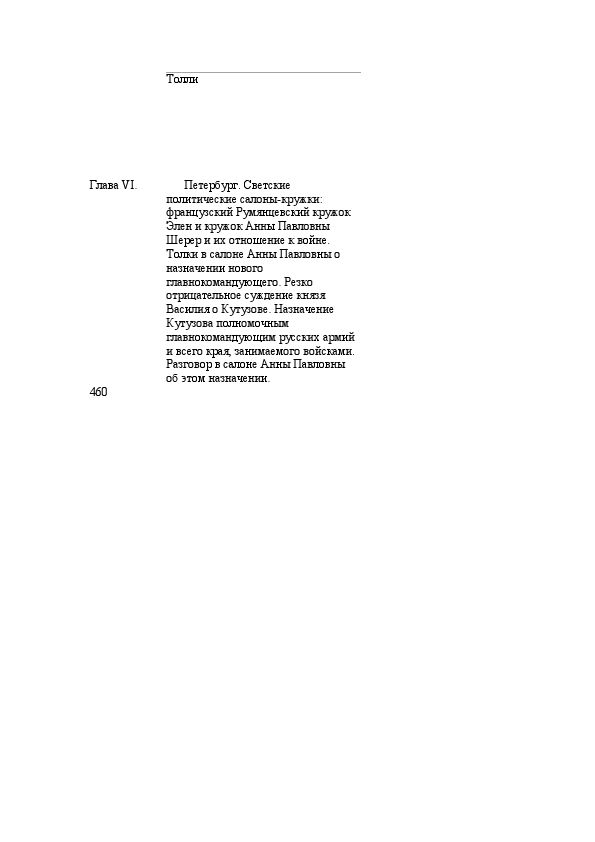 Толли
Глава VI. Петербург. Светские
политические салоны-кружки:
французский Румянцевский кружок
Элен и кружок Анны Павловны
Шерер и их отношение к войне.
Толки в салоне Анны Павловны о
назначении нового
главнокомандующего. Резко
отрицательное суждение князя
Василия о Кутузове. Назначение
Кутузова полномочным
главнокомандующим русских армий
и всего края, занимаемого войсками.
Разговор в салоне Анны Павловны
об этом назначении.
460